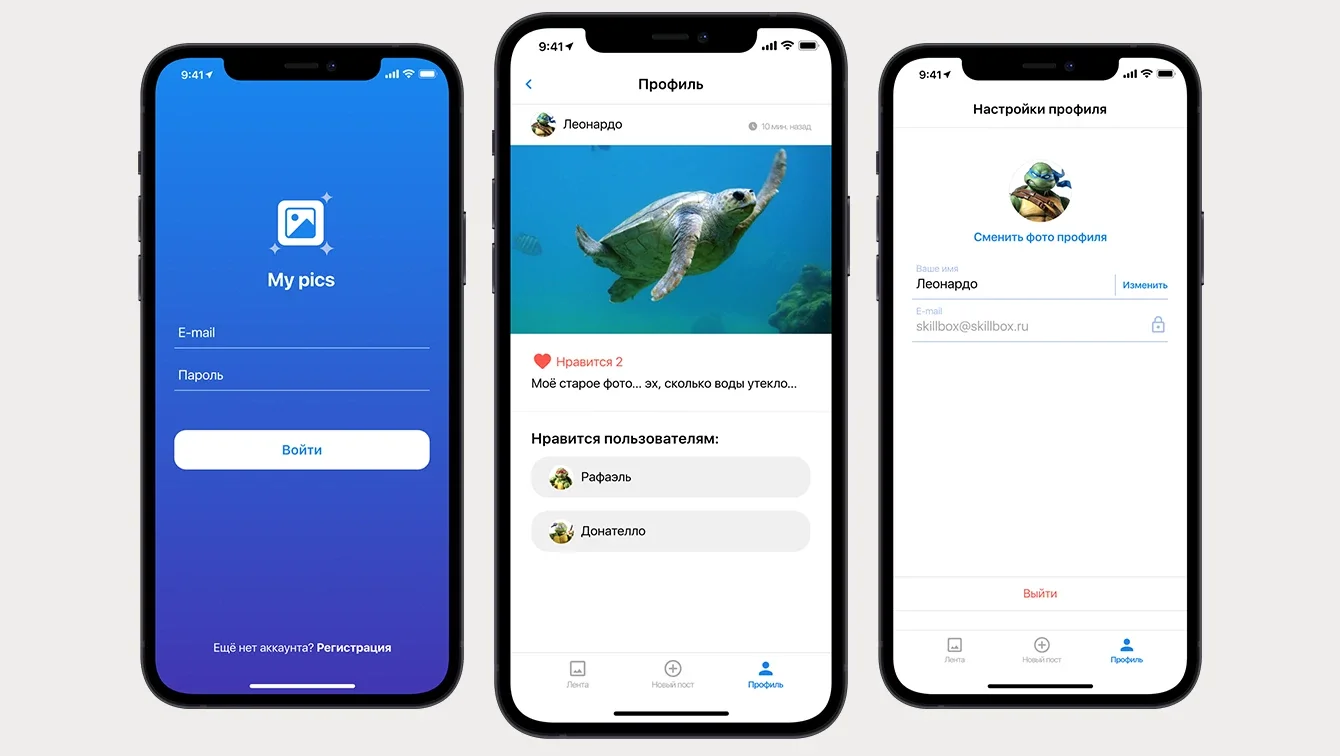 9:41
My pics
E-mail
Пароль
Войти
Ещё нет аккаунта? Регистрация
9:41
Профиль
Леонардо
10 мин. назад
Нравится 2
Моё старое фото... эх, сколько воды утекло...
Нравится пользователям:
Рафаэль
Донателло
Лента
Новый пост
Профиль
9:41
Настройки профиля
Сменить фото профиля
Ваше имя
Леонардо
Изменить
E-mail
skillbox@skillbox.ru
Выйти
Лента
Новый пост
Профиль